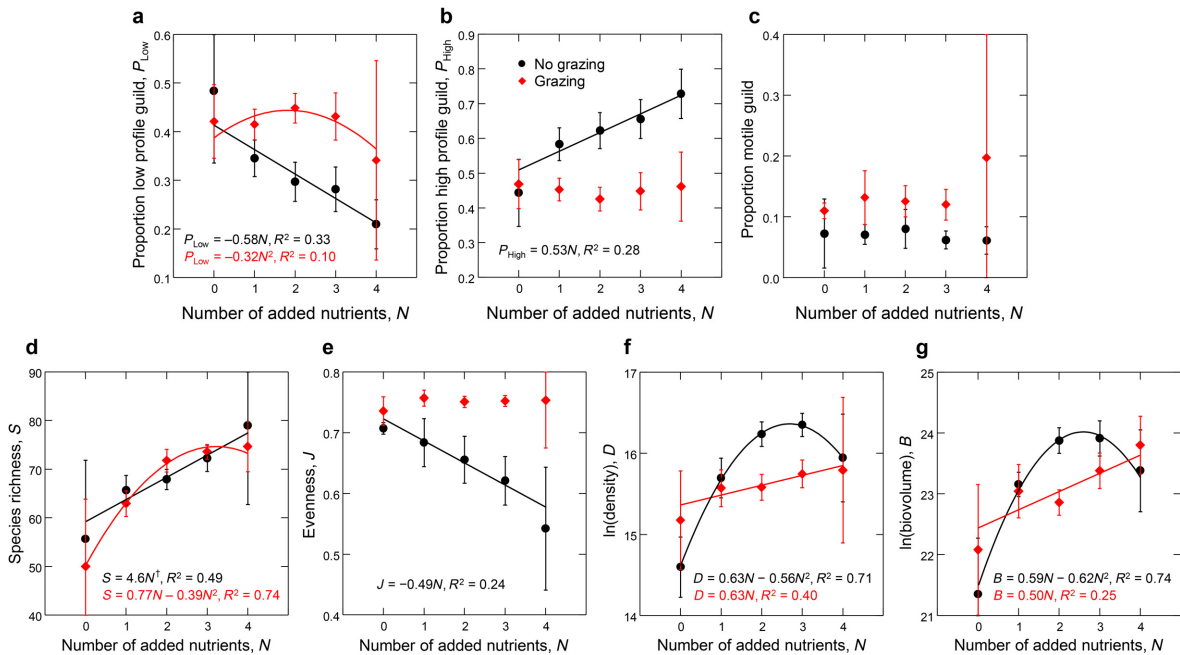 a
Proportion low profile guild, P_Low
0.6
0.5
0.4
0.3
0.2
0.1
P_Low = –0.58N, R² = 0.33
P_Low = –0.32N², R² = 0.10
0 1 2 3 4
Number of added nutrients, N
b
Proportion high profile guild, P_High
0.9
0.8
0.7
0.6
0.5
0.4
0.3
0.2
No grazing
Grazing
P_High = 0.53N, R² = 0.28
0 1 2 3 4
Number of added nutrients, N
c
Proportion motile guild
0.4
0.3
0.2
0.1
0.0
0 1 2 3 4
Number of added nutrients, N
d
Species richness, S
90
80
70
60
50
40
S = 4.6N†, R² = 0.49
S = 0.77N – 0.39N², R² = 0.74
0 1 2 3 4
Number of added nutrients, N
e
Evenness, J
0.8
0.7
0.6
0.5
0.4
J = –0.49N, R² = 0.24
0 1 2 3 4
Number of added nutrients, N
f
ln(density), D
17
16
15
14
D = 0.63N – 0.56N², R² = 0.71
D = 0.63N, R² = 0.40
0 1 2 3 4
Number of added nutrients, N
g
ln(biovolume), B
25
24
23
22
21
B = 0.59N – 0.62N², R² = 0.74
B = 0.50N, R² = 0.25
0 1 2 3 4
Number of added nutrients, N